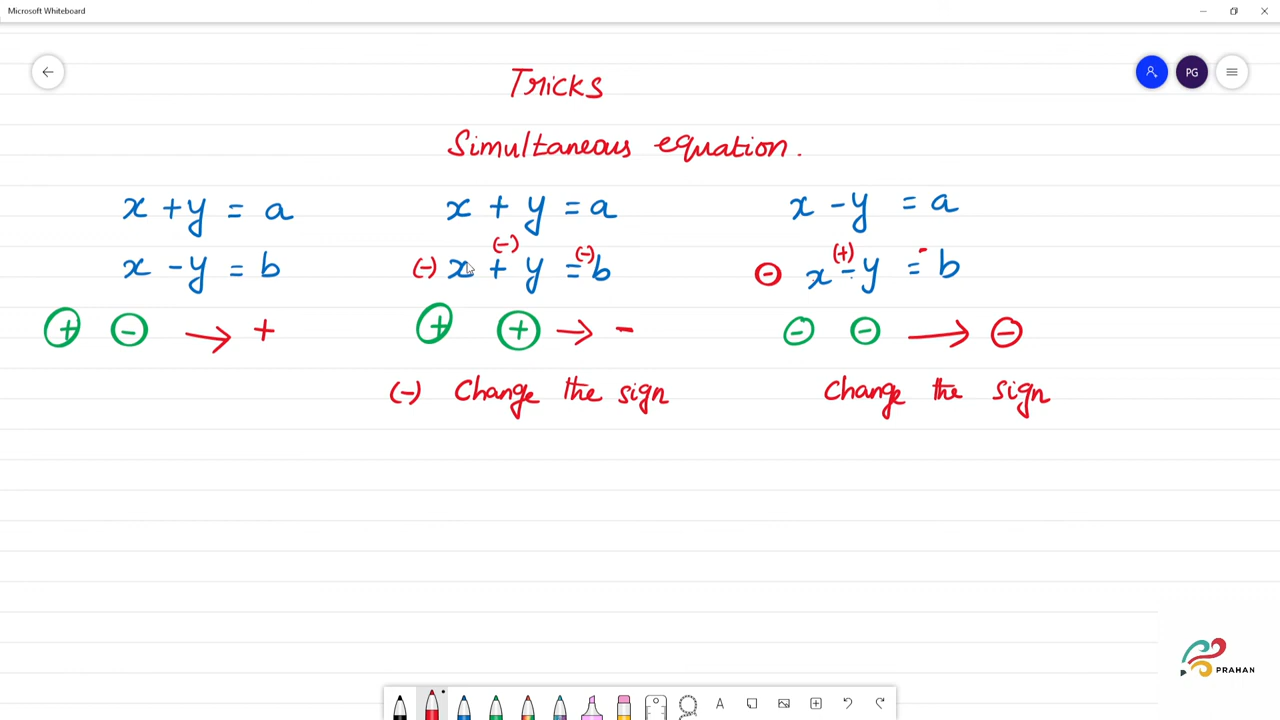 Microsoft Whiteboard
PG
Tricks
Simultaneous equation.
x + y = a
x - y = b
(+) (-) → +
x + y = a
(-) (-)
(-) x + y = b
(+) (+) → -
(-) Change the sign
x - y = a
(+) -
(-) x - y = b
(-) (-) → (-)
Change the sign
PRAHAN
A